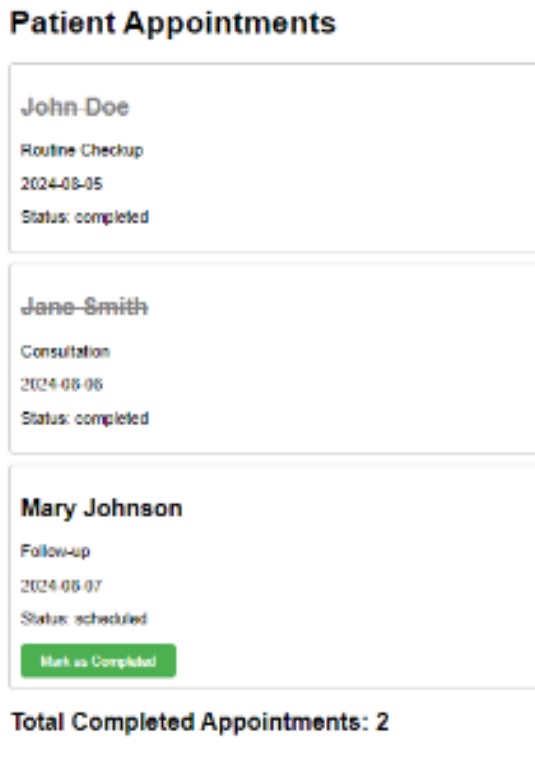 Patient Appointments
John Doe
Routine Checkup
2024-08-05
Status: completed
Jane Smith
Consultation
2024-08-06
Status: completed
Mary Johnson
Follow-up
2024-08-07
Status: scheduled
Mark as Completed
Total Completed Appointments: 2